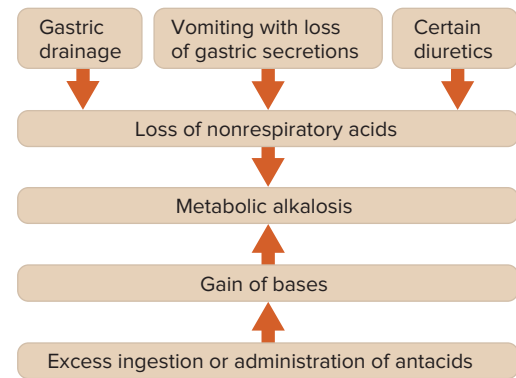 Gastric
drainage
Vomiting with loss
of gastric secretions
Certain
diuretics
Loss of nonrespiratory acids
Metabolic alkalosis
Gain of bases
Excess ingestion or administration of antacids